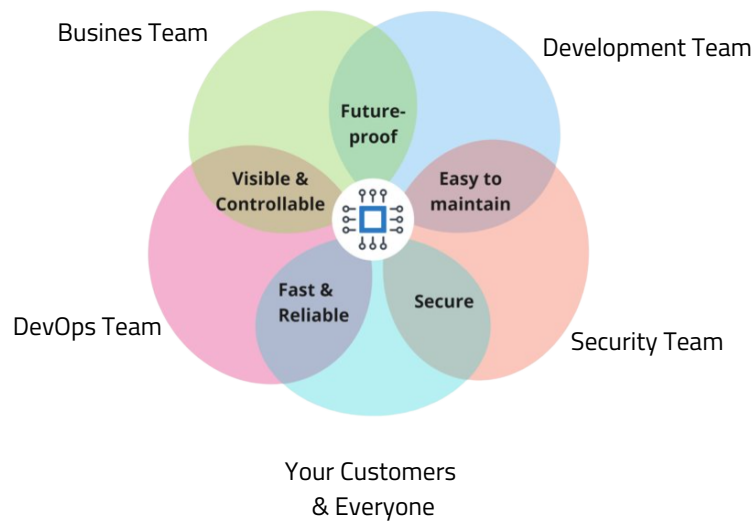 Busines Team
Development Team
Future-
proof
Visible &
Controllable
Easy to
maintain
Fast &
Reliable
Secure
DevOps Team
Security Team
Your Customers
& Everyone